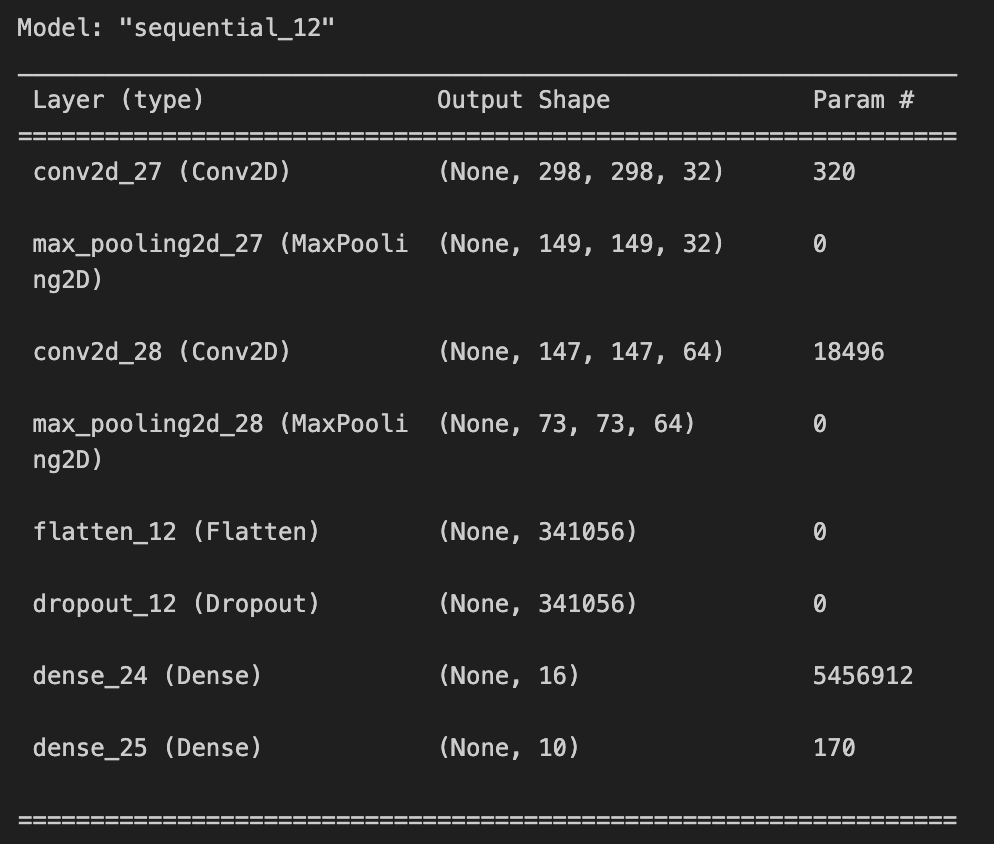 Model: "sequential_12"
_________________________________________________________________
Layer (type) Output Shape Param #
=================================================================
conv2d_27 (Conv2D) (None, 298, 298, 32) 320
max_pooling2d_27 (MaxPooli (None, 149, 149, 32) 0
ng2D)
conv2d_28 (Conv2D) (None, 147, 147, 64) 18496
max_pooling2d_28 (MaxPooli (None, 73, 73, 64) 0
ng2D)
flatten_12 (Flatten) (None, 341056) 0
dropout_12 (Dropout) (None, 341056) 0
dense_24 (Dense) (None, 16) 5456912
dense_25 (Dense) (None, 10) 170
=================================================================